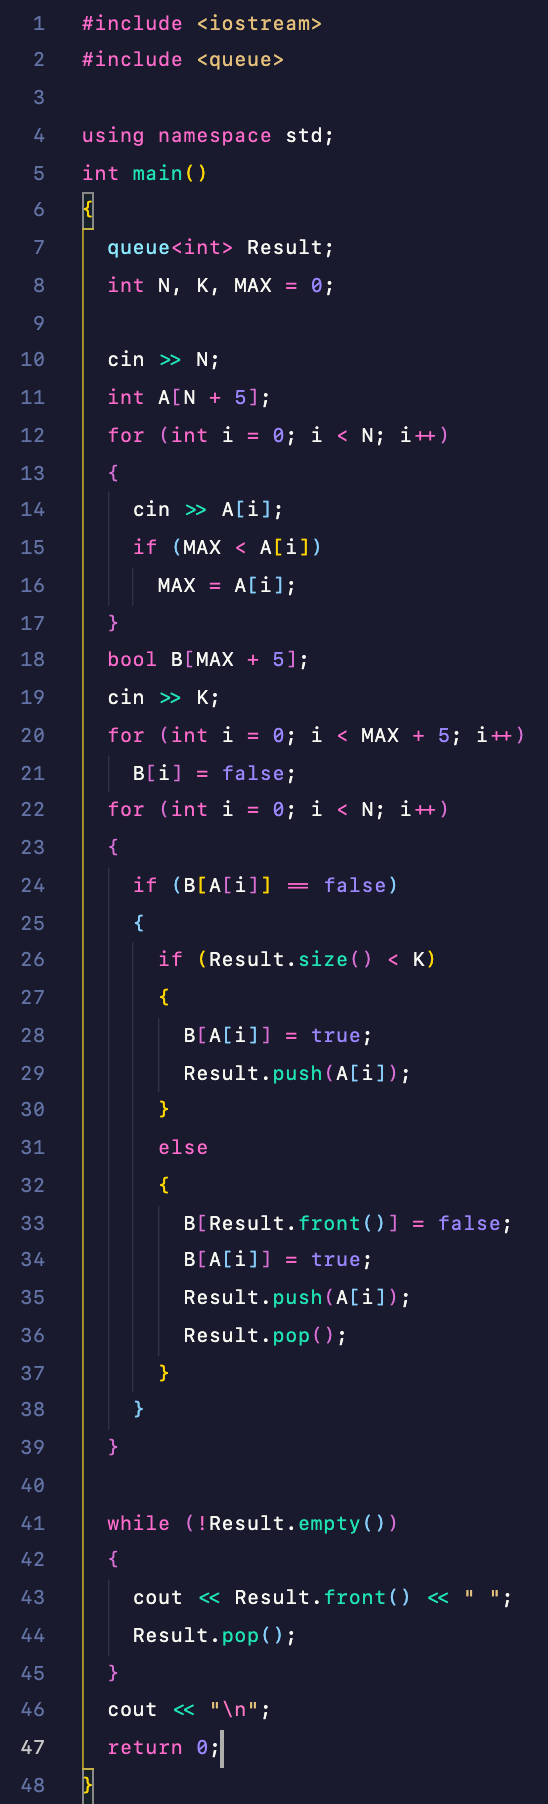 1 #include <iostream>
2 #include <queue>
3
4 using namespace std;
5 int main()
6 {
7 queue<int> Result;
8 int N, K, MAX = 0;
9
10 cin >> N;
11 int A[N + 5];
12 for (int i = 0; i < N; i++)
13 {
14 cin >> A[i];
15 if (MAX < A[i])
16 MAX = A[i];
17 }
18 bool B[MAX + 5];
19 cin >> K;
20 for (int i = 0; i < MAX + 5; i++)
21 B[i] = false;
22 for (int i = 0; i < N; i++)
23 {
24 if (B[A[i]] == false)
25 {
26 if (Result.size() < K)
27 {
28 B[A[i]] = true;
29 Result.push(A[i]);
30 }
31 else
32 {
33 B[Result.front()] = false;
34 B[A[i]] = true;
35 Result.push(A[i]);
36 Result.pop();
37 }
38 }
39 }
40
41 while (!Result.empty())
42 {
43 cout << Result.front() << " ";
44 Result.pop();
45 }
46 cout << "\n";
47 return 0;
48 }